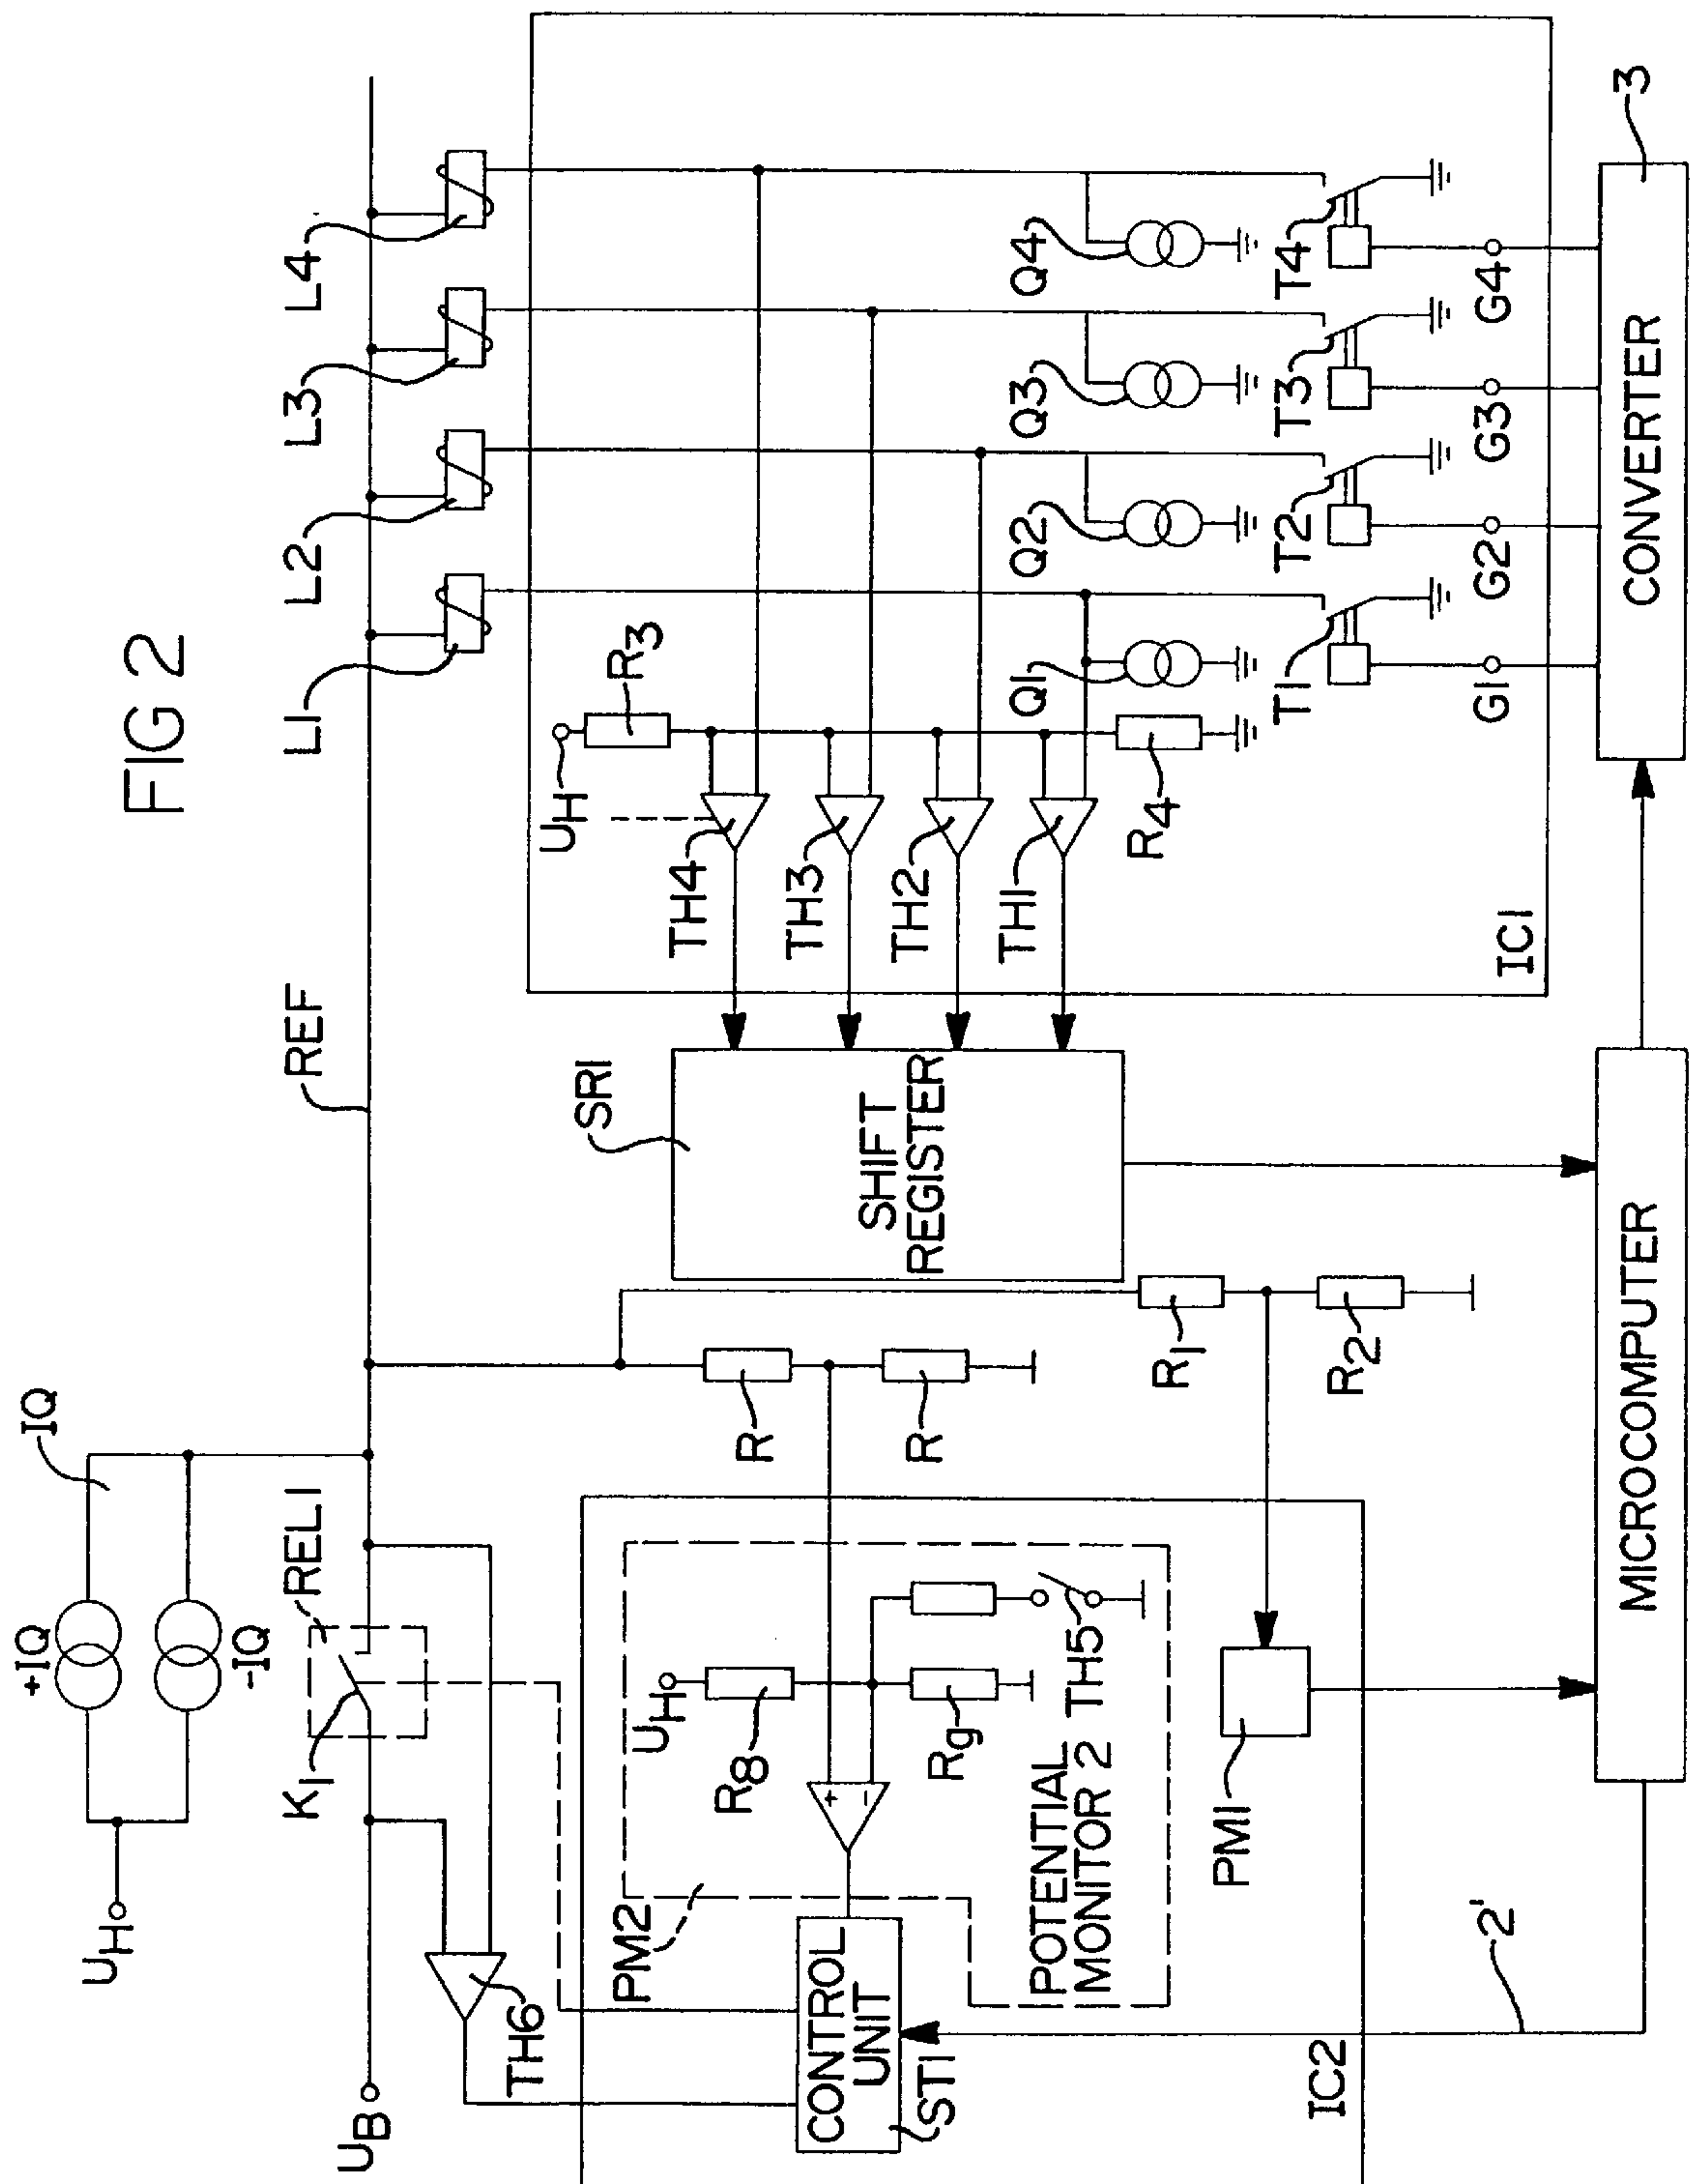 FIG 2
UH
+IQ
-IQ
IQ
UB
K1
REL1
REF
L1
L2
L3
L4
TH6
PM2
UH
R8
R9
TH5
POTENTIAL
MONITOR 2
CONTROL
UNIT
ST1
IC2
PM1
R
R
R1
R2
SR1
SHIFT
REGISTER
UH
R3
R4
TH4
TH3
TH2
TH1
Q1
Q2
Q3
Q4
T1
T2
T3
T4
G1
G2
G3
G4
IC1
2'
MICROCOMPUTER
CONVERTER
3